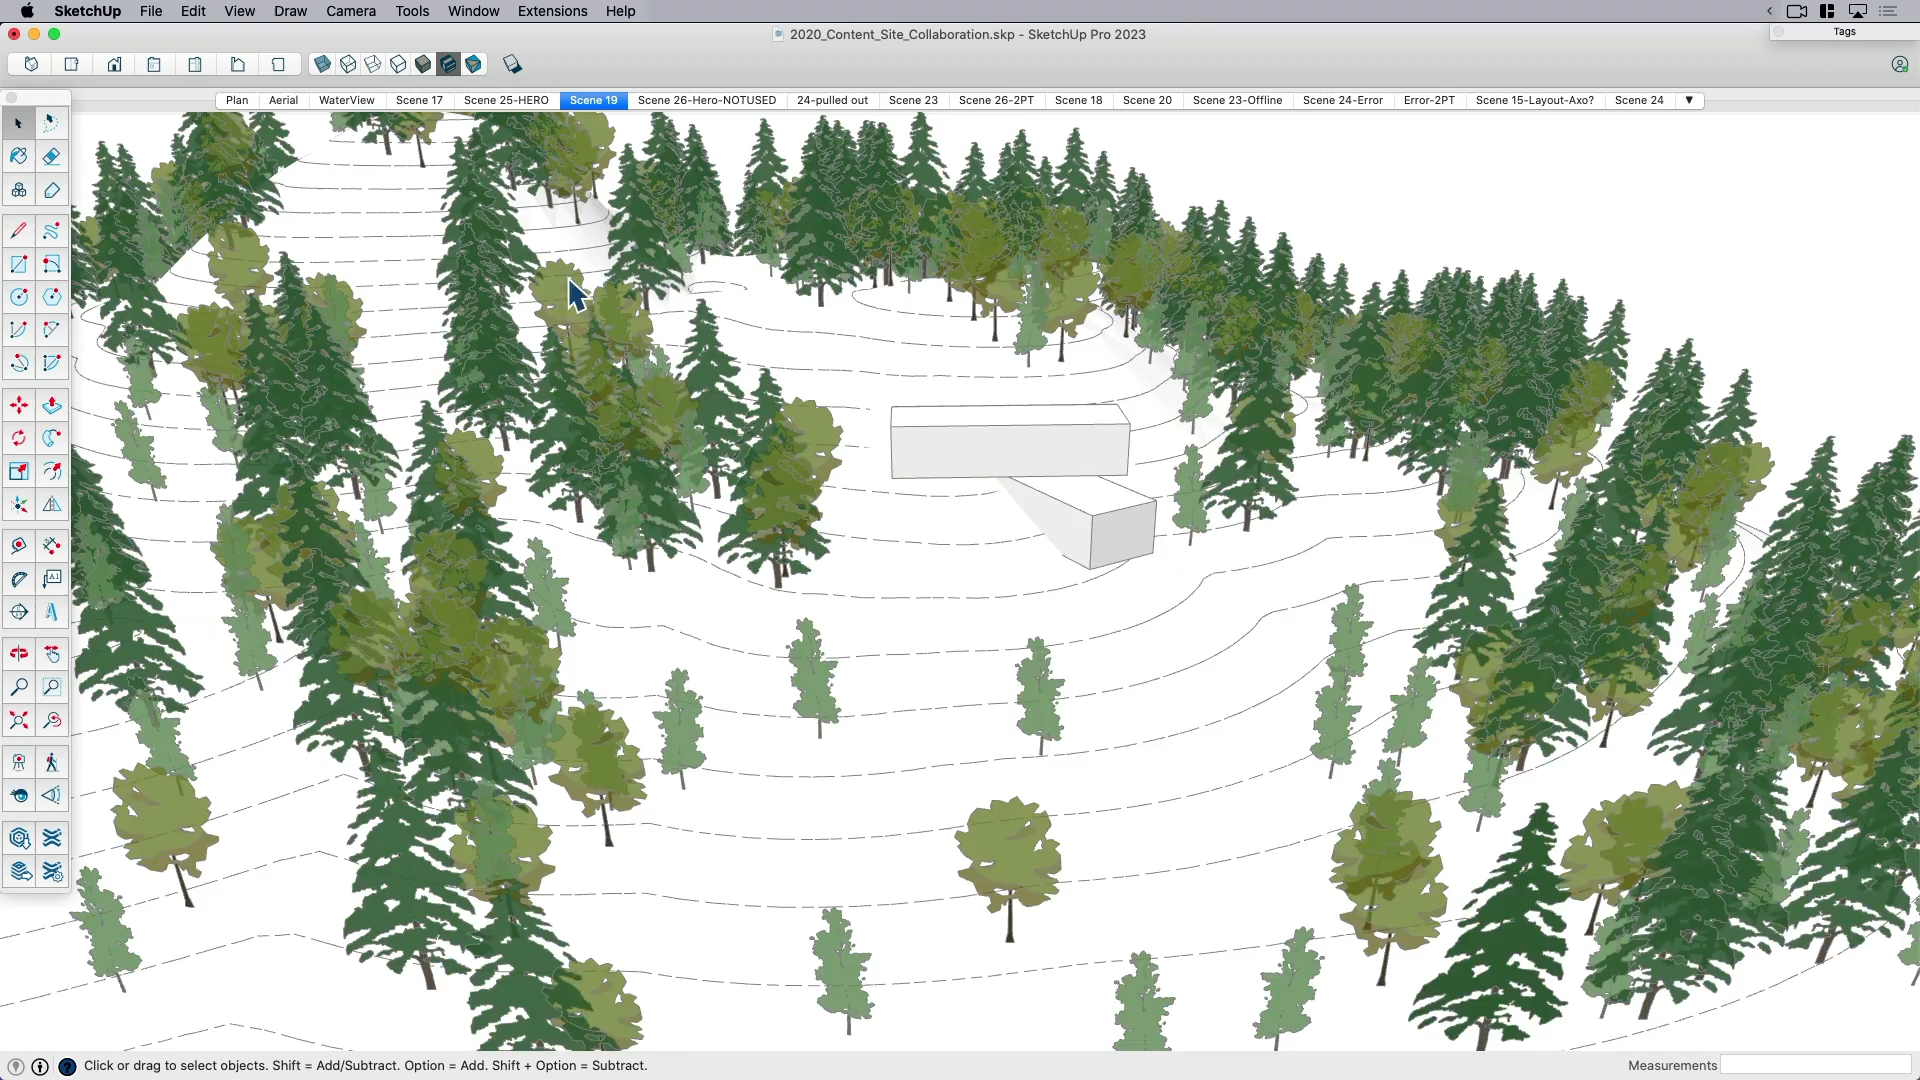 SketchUp File Edit View Draw Camera Tools Window Extensions Help
2020_Content_Site_Collaboration.skp - SketchUp Pro 2023
Tags
Plan Aerial WaterView Scene 17 Scene 25-HERO Scene 19 Scene 26-Hero-NOTUSED 24-pulled out Scene 23 Scene 26-2PT Scene 18 Scene 20 Scene 23-Offline Scene 24-Error Error-2PT Scene 15-Layout-Axo? Scene 24
A1
Click or drag to select objects. Shift = Add/Subtract. Option = Add. Shift + Option = Subtract.
Measurements